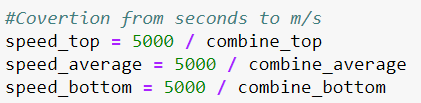 #Covertion from seconds to m/s
speed_top = 5000 / combine_top
speed_average = 5000 / combine_average
speed_bottom = 5000 / combine_bottom